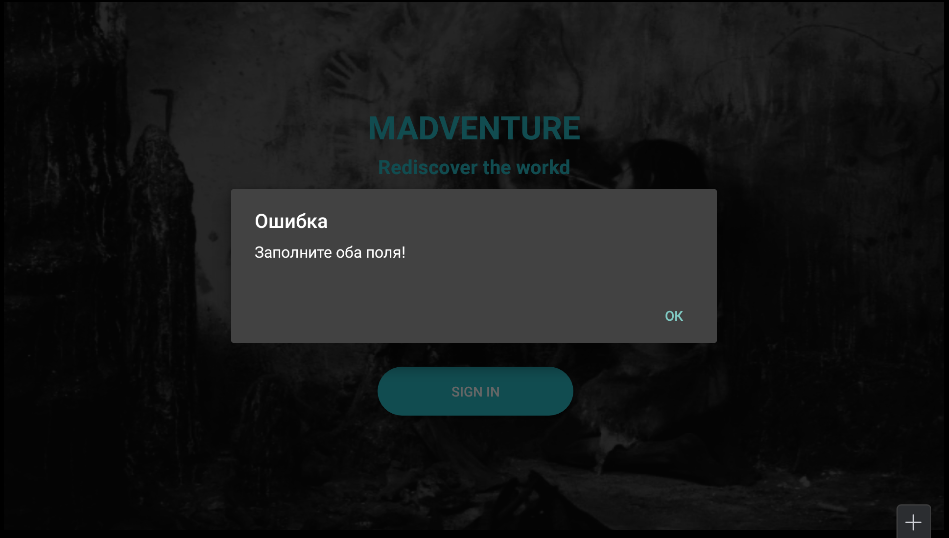 MADVENTURE
Rediscover the workd
Ошибка
Заполните оба поля!
OK
SIGN IN